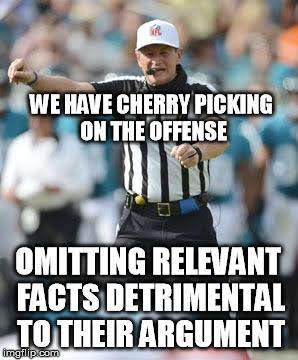 WE HAVE CHERRY PICKING
ON THE OFFENSE
OMITTING RELEVANT
FACTS DETRIMENTAL
TO THEIR ARGUMENT
imgflip.com